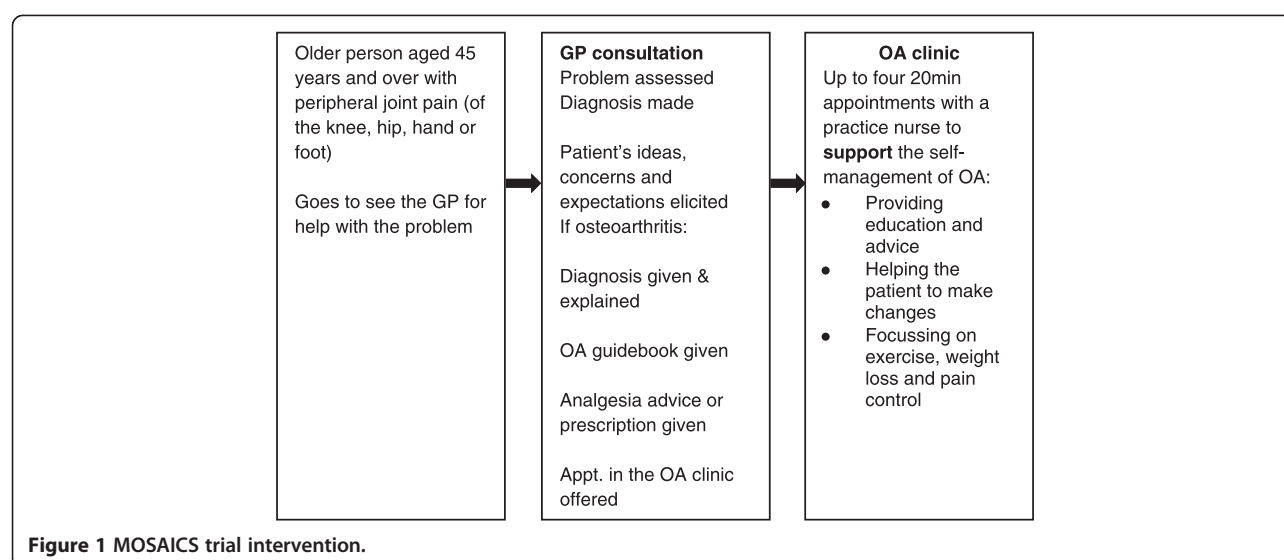 Older person aged 45
years and over with
peripheral joint pain (of
the knee, hip, hand or
foot)
Goes to see the GP for
help with the problem
GP consultation
Problem assessed
Diagnosis made
Patient's ideas,
concerns and
expectations elicited
If osteoarthritis:
Diagnosis given &
explained
OA guidebook given
Analgesia advice or
prescription given
Appt. in the OA clinic
offered
OA clinic
Up to four 20min
appointments with a
practice nurse to
support the self-
management of OA:
● Providing
education and
advice
● Helping the
patient to make
changes
● Focussing on
exercise, weight
loss and pain
control
Figure 1 MOSAICS trial intervention.